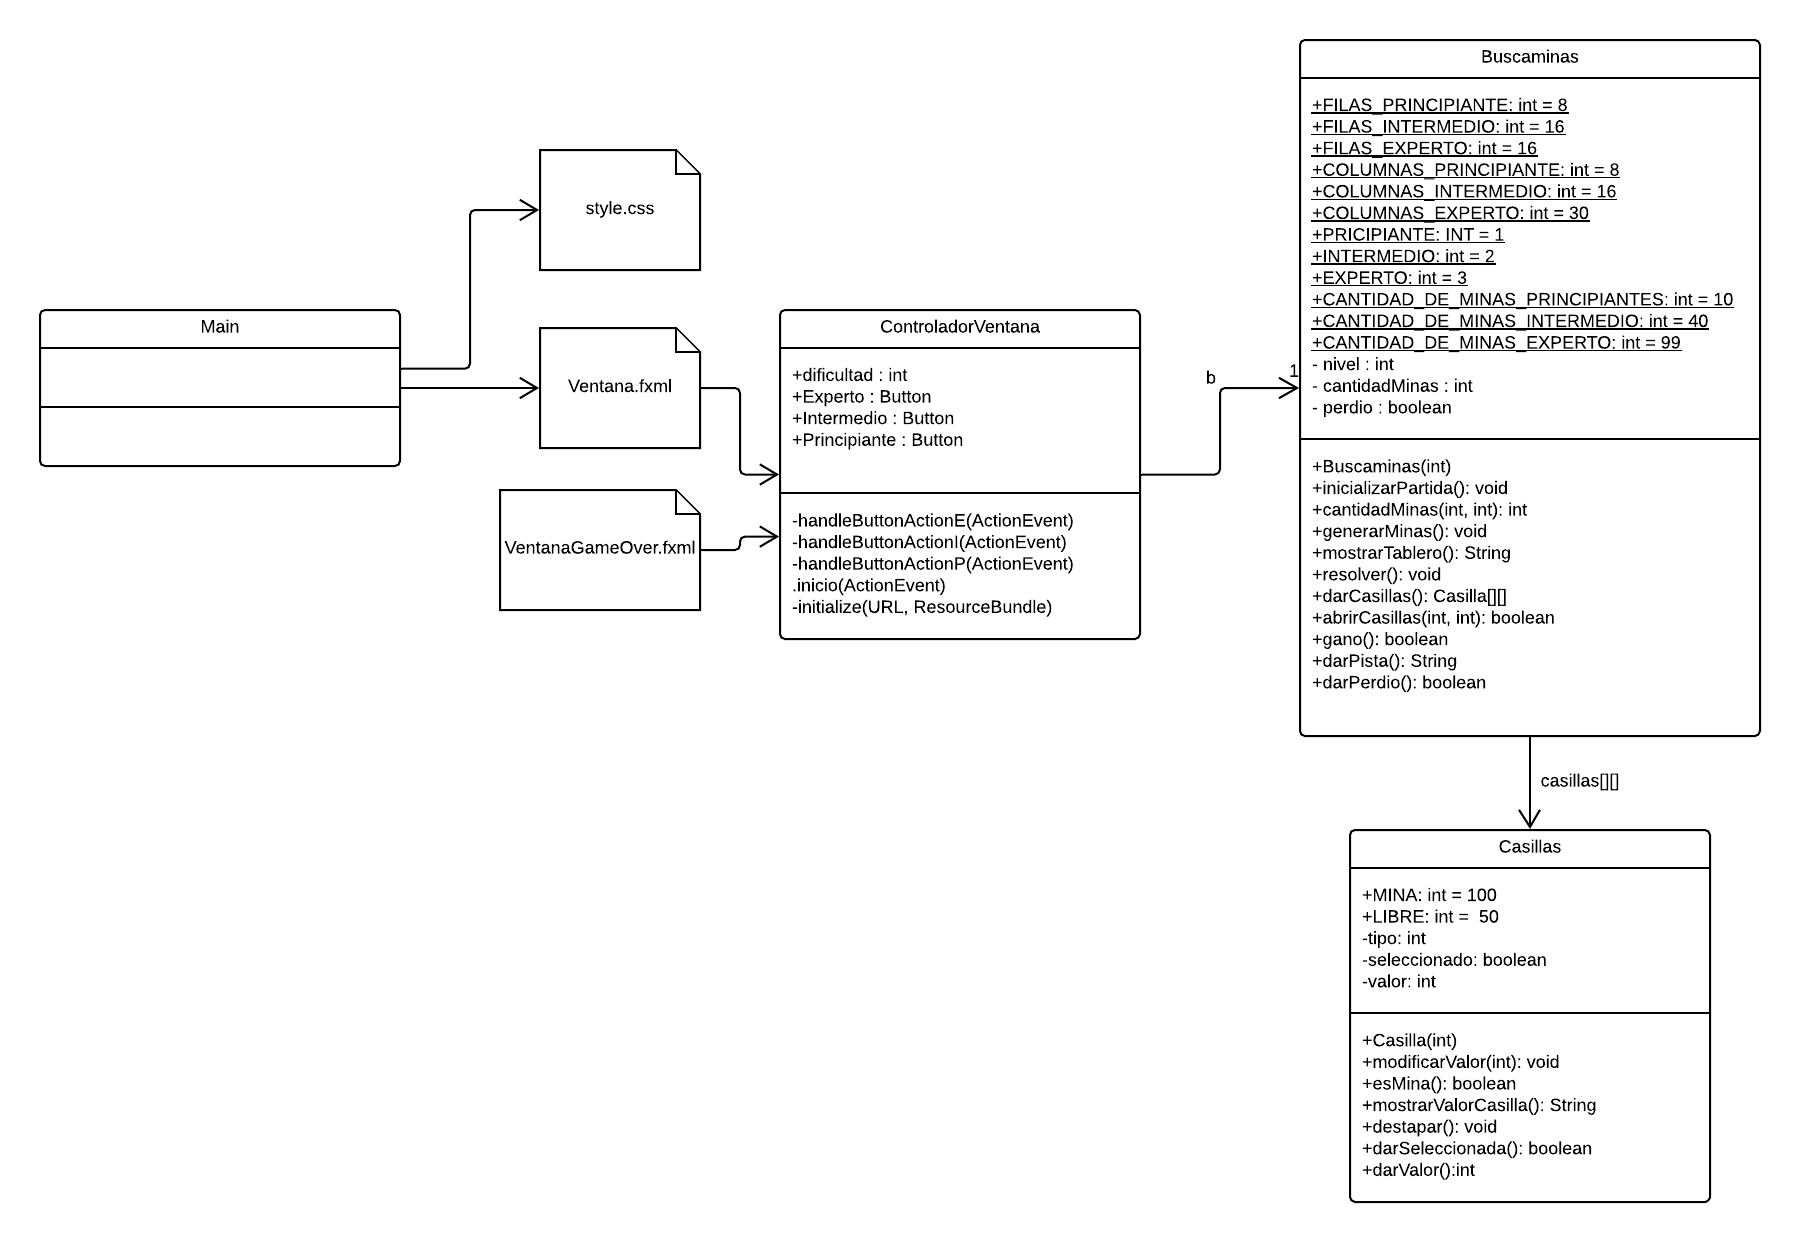 Main
style.css
Ventana.fxml
VentanaGameOver.fxml
ControladorVentana
+dificultad : int
+Experto : Button
+Intermedio : Button
+Principiante : Button
-handleButtonActionE(ActionEvent)
-handleButtonActionI(ActionEvent)
-handleButtonActionP(ActionEvent)
.inicio(ActionEvent)
-initialize(URL, ResourceBundle)
b
1
Buscaminas
+FILAS_PRINCIPIANTE: int = 8
+FILAS_INTERMEDIO: int = 16
+FILAS_EXPERTO: int = 16
+COLUMNAS_PRINCIPIANTE: int = 8
+COLUMNAS_INTERMEDIO: int = 16
+COLUMNAS_EXPERTO: int = 30
+PRICIPIANTE: INT = 1
+INTERMEDIO: int = 2
+EXPERTO: int = 3
+CANTIDAD_DE_MINAS_PRINCIPIANTES: int = 10
+CANTIDAD_DE_MINAS_INTERMEDIO: int = 40
+CANTIDAD_DE_MINAS_EXPERTO: int = 99
- nivel : int
- cantidadMinas : int
- perdio : boolean
+Buscaminas(int)
+inicializarPartida(): void
+cantidadMinas(int, int): int
+generarMinas(): void
+mostrarTablero(): String
+resolver(): void
+darCasillas(): Casilla[][]
+abrirCasillas(int, int): boolean
+gano(): boolean
+darPista(): String
+darPerdio(): boolean
casillas[][]
Casillas
+MINA: int = 100
+LIBRE: int =  50
-tipo: int
-seleccionado: boolean
-valor: int
+Casilla(int)
+modificarValor(int): void
+esMina(): boolean
+mostrarValorCasilla(): String
+destapar(): void
+darSeleccionada(): boolean
+darValor():int